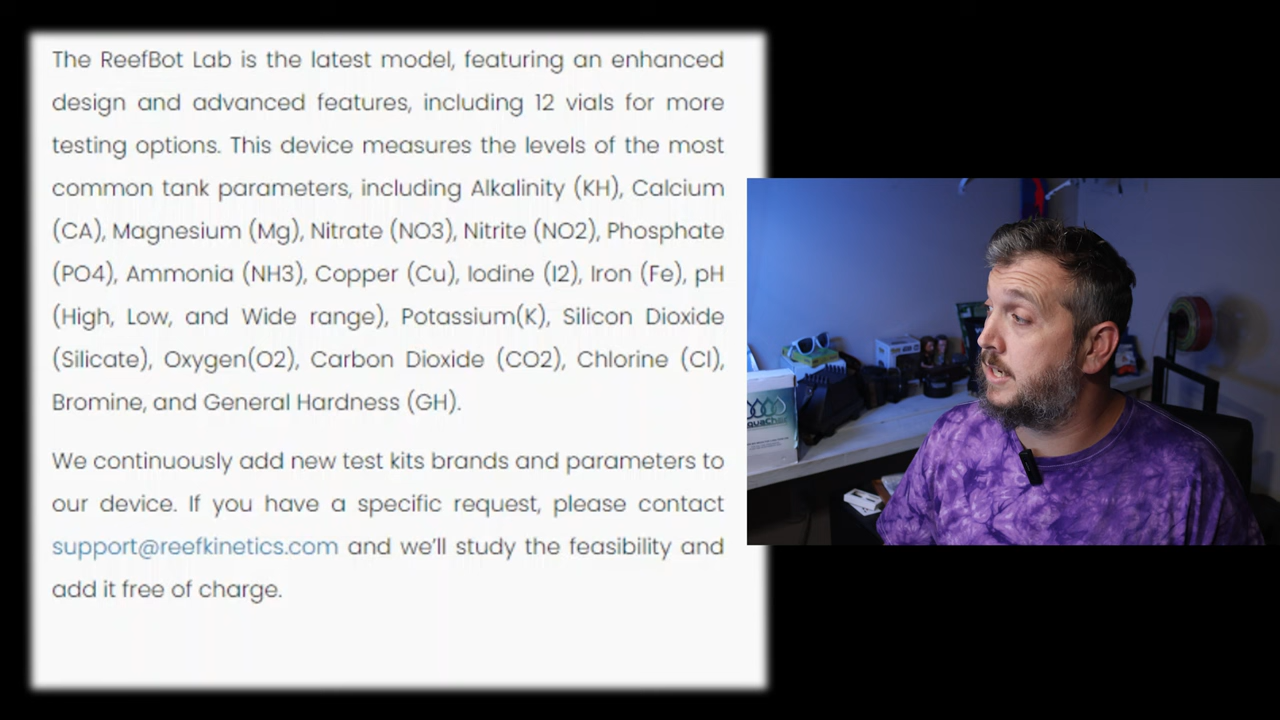 The ReefBot Lab is the latest model, featuring an enhanced
design and advanced features, including 12 vials for more
testing options. This device measures the levels of the most
common tank parameters, including Alkalinity (KH), Calcium
(CA), Magnesium (Mg), Nitrate (NO3), Nitrite (NO2), Phosphate
(PO4), Ammonia (NH3), Copper (Cu), Iodine (I2), Iron (Fe), pH
(High, Low, and Wide range), Potassium(K), Silicon Dioxide
(Silicate), Oxygen(O2), Carbon Dioxide (CO2), Chlorine (Cl),
Bromine, and General Hardness (GH).
We continuously add new test kits brands and parameters to
our device. If you have a specific request, please contact
support@reefkinetics.com and we'll study the feasibility and
add it free of charge.